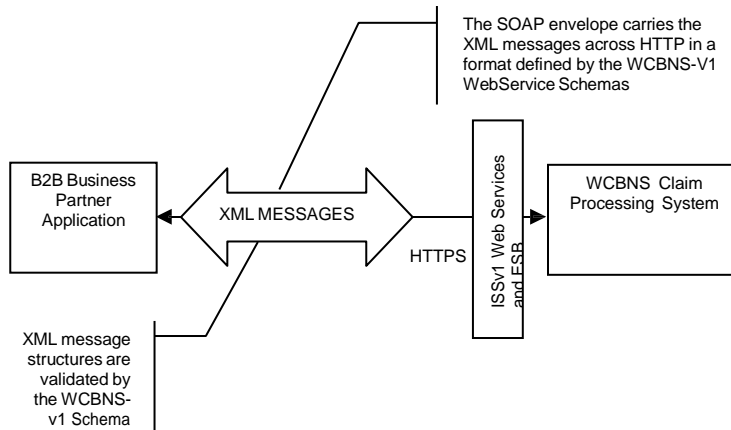 The SOAP envelope carries the
XML messages across HTTP in a
format defined by the WCBNS-V1
WebService Schemas
B2B Business
Partner
Application
XML MESSAGES
HTTPS
ISSv1 Web Services
and ESB
WCBNS Claim
Processing System
XML message
structures are
validated by
the WCBNS-
v1 Schema